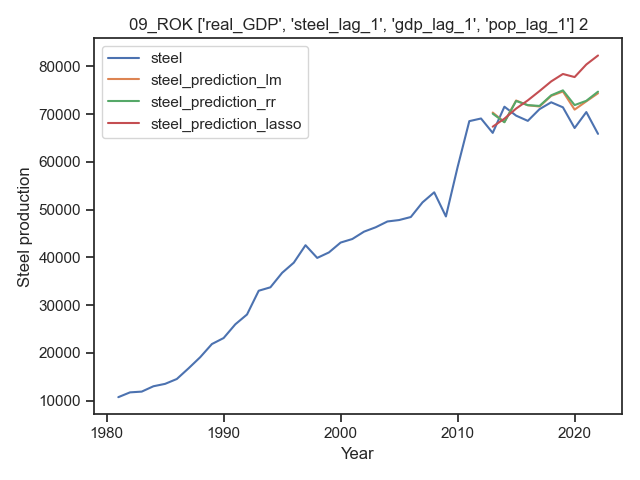 09_ROK ['real_GDP', 'steel_lag_1', 'gdp_lag_1', 'pop_lag_1'] 2
steel
steel_prediction_lm
steel_prediction_rr
steel_prediction_lasso
80000
70000
60000
50000
40000
30000
20000
10000
Steel production
1980
1990
2000
2010
2020
Year